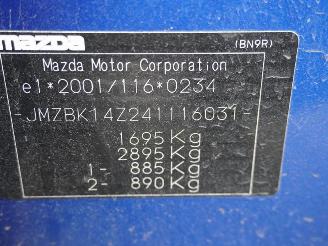 mazda
(BN9R)
Mazda Motor Corporation
e1*2001/116*0234
-JMZBK14Z241116031-
1695 Kg
2895 Kg
1- 885 Kg
2- 890 Kg